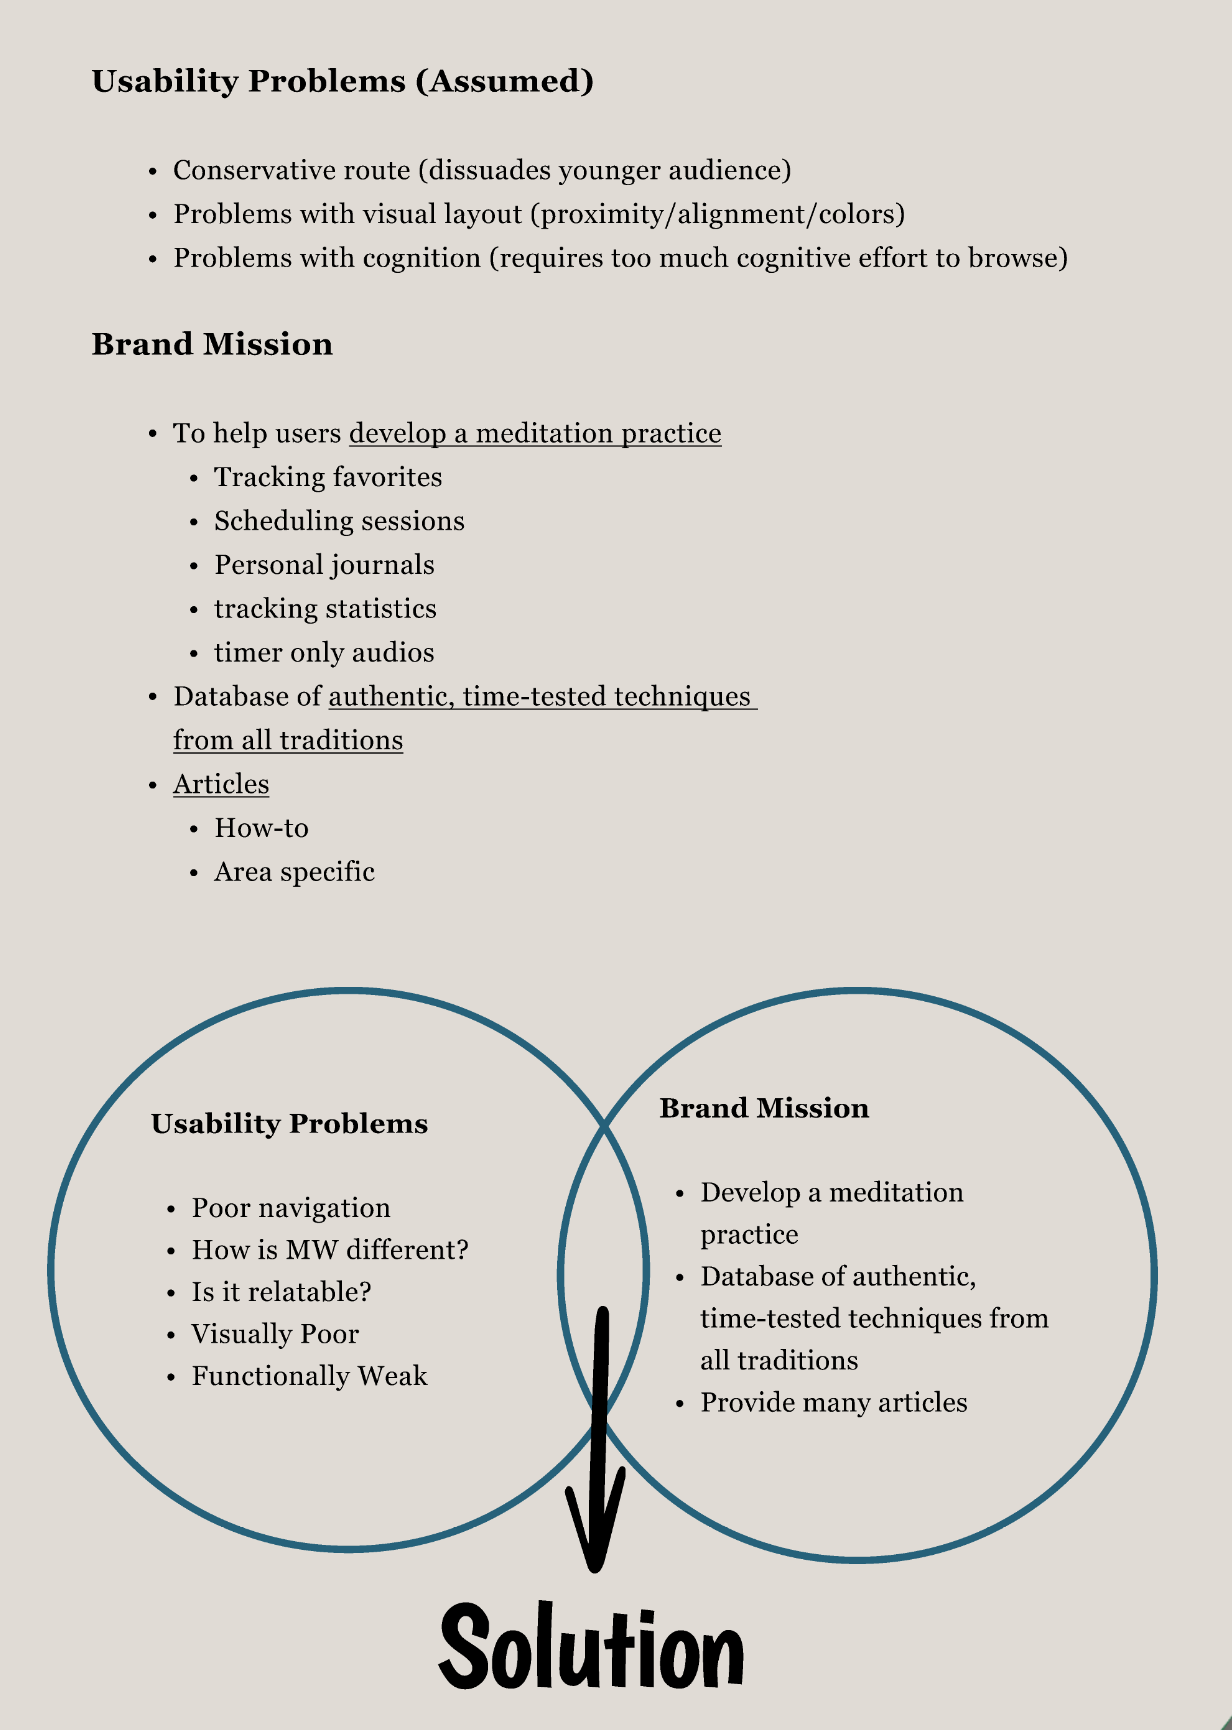 Usability Problems (Assumed)
• Conservative route (dissuades younger audience)
• Problems with visual layout (proximity/alignment/colors)
• Problems with cognition (requires too much cognitive effort to browse)
Brand Mission
• To help users develop a meditation practice
• Tracking favorites
• Scheduling sessions
• Personal journals
• tracking statistics
• timer only audios
• Database of authentic, time-tested techniques
from all traditions
• Articles
• How-to
• Area specific
Usability Problems
• Poor navigation
• How is MW different?
• Is it relatable?
• Visually Poor
• Functionally Weak
Brand Mission
• Develop a meditation
practice
• Database of authentic,
time-tested techniques from
all traditions
• Provide many articles
Solution